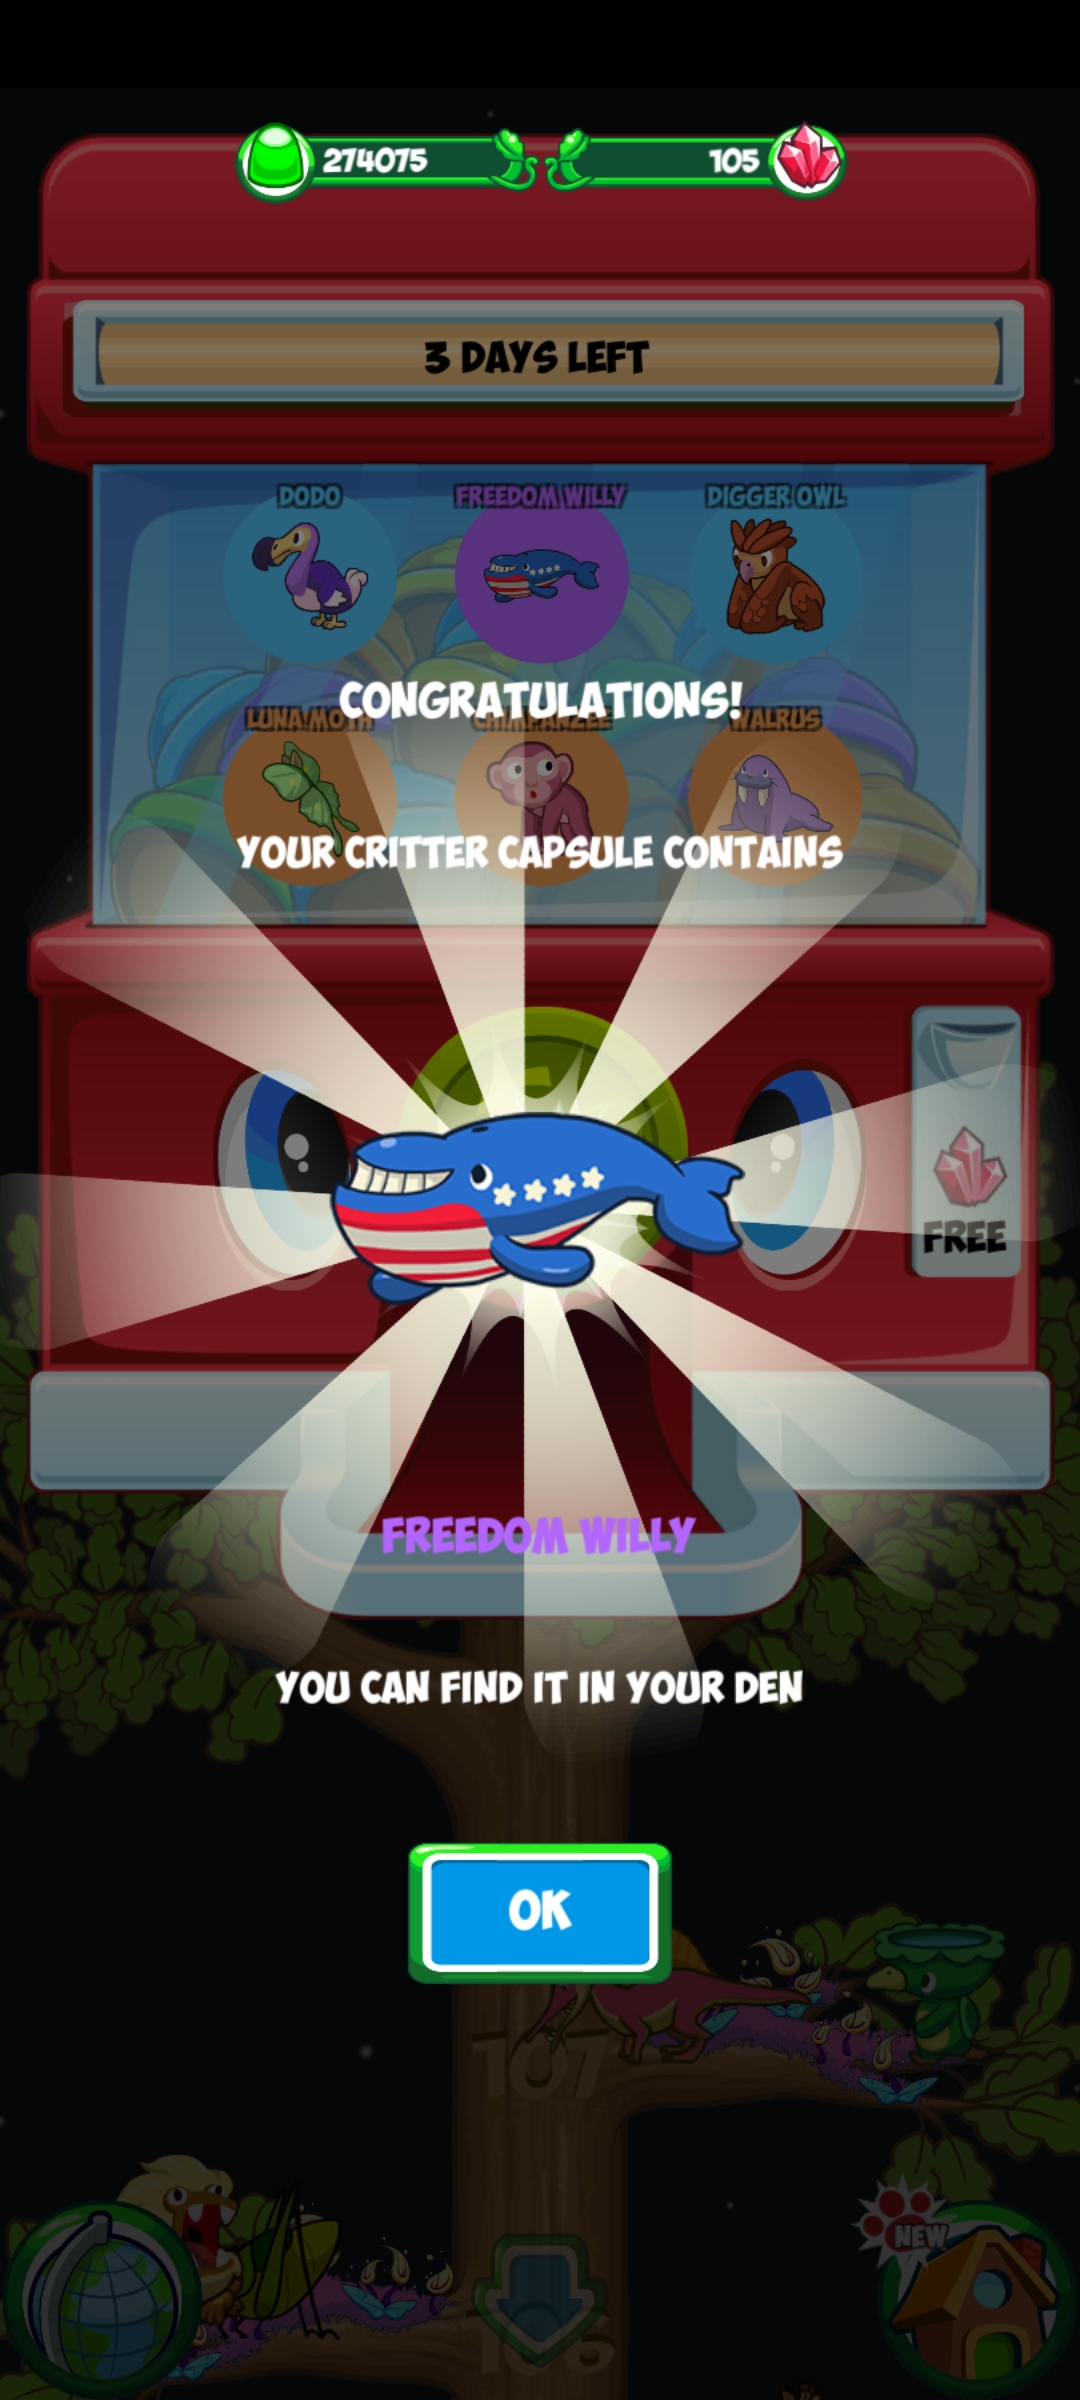 274075
105
3 DAYS LEFT
DODO
FREEDOM WILLY
DIGGER OWL
CONGRATULATIONS!
LUNA MOTH
CHIMPANZEE
WALRUS
YOUR CRITTER CAPSULE CONTAINS
FREE
FREEDOM WILLY
YOU CAN FIND IT IN YOUR DEN
OK
107
NEW
106